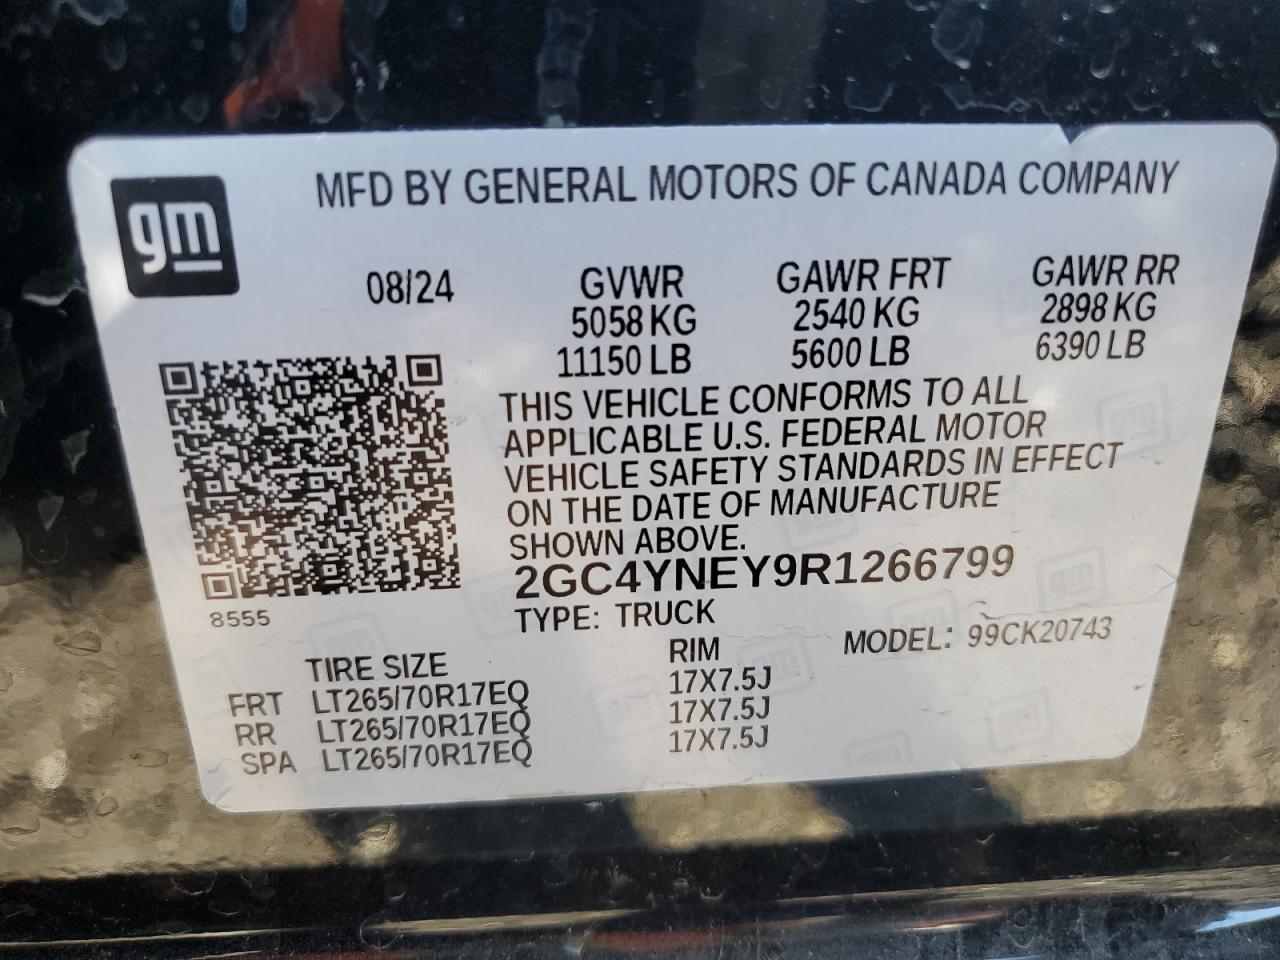 gm
MFD BY GENERAL MOTORS OF CANADA COMPANY
08/24 GVWR GAWR FRT GAWR RR
5058 KG 2540 KG 2898 KG
11150 LB 5600 LB 6390 LB
THIS VEHICLE CONFORMS TO ALL
APPLICABLE U.S. FEDERAL MOTOR
VEHICLE SAFETY STANDARDS IN EFFECT
ON THE DATE OF MANUFACTURE
SHOWN ABOVE.
2GC4YNEY9R1266799
8555
TYPE: TRUCK
MODEL: 99CK20743
TIRE SIZE RIM
FRT LT265/70R17EQ 17X7.5J
RR LT265/70R17EQ 17X7.5J
SPA LT265/70R17EQ 17X7.5J